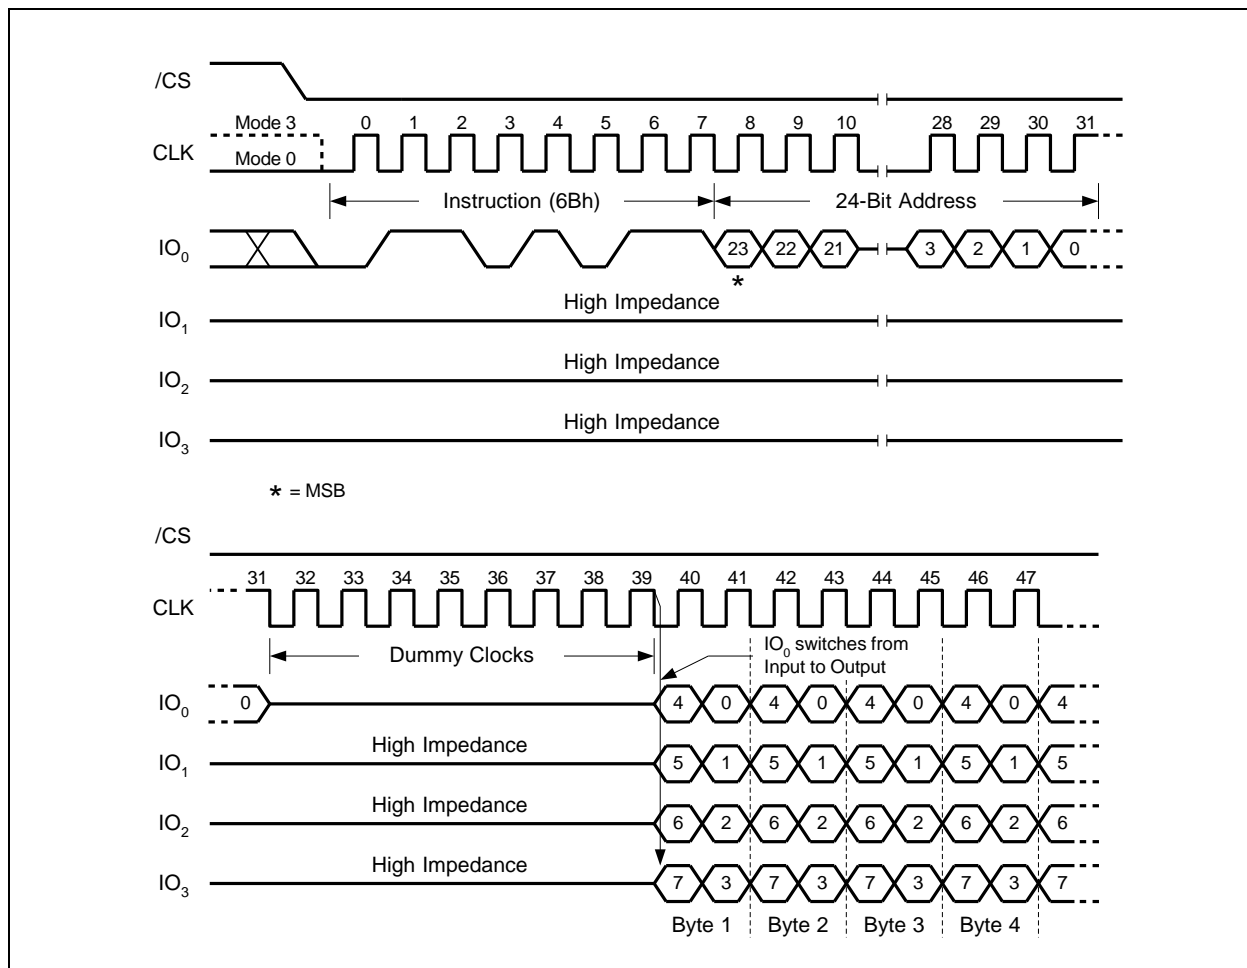 /CS
Mode 3 0 1 2 3 4 5 6 7 8 9 10 28 29 30 31
CLK
Mode 0
Instruction (6Bh) 24-Bit Address
IO0 23 22 21 3 2 1 0
*
High Impedance
IO1
High Impedance
IO2
High Impedance
IO3
* = MSB
/CS
31 32 33 34 35 36 37 38 39 40 41 42 43 44 45 46 47
CLK
Dummy Clocks
IO0 switches from
Input to Output
IO0 0 4 0 4 0 4 0 4 0 4
High Impedance
IO1 5 1 5 1 5 1 5 1 5
High Impedance
IO2 6 2 6 2 6 2 6 2 6
High Impedance
IO3 7 3 7 3 7 3 7 3 7
Byte 1 Byte 2 Byte 3 Byte 4